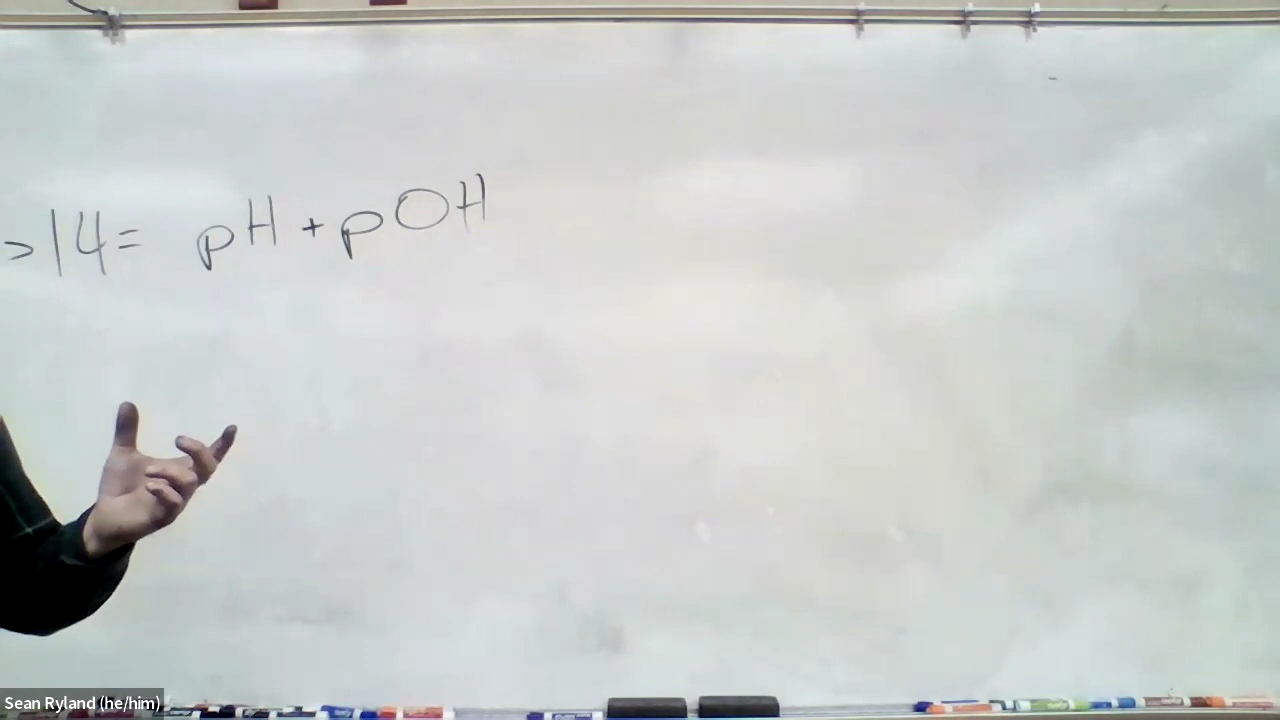 >14= pH + pOH
Sean Ryland (he/him)